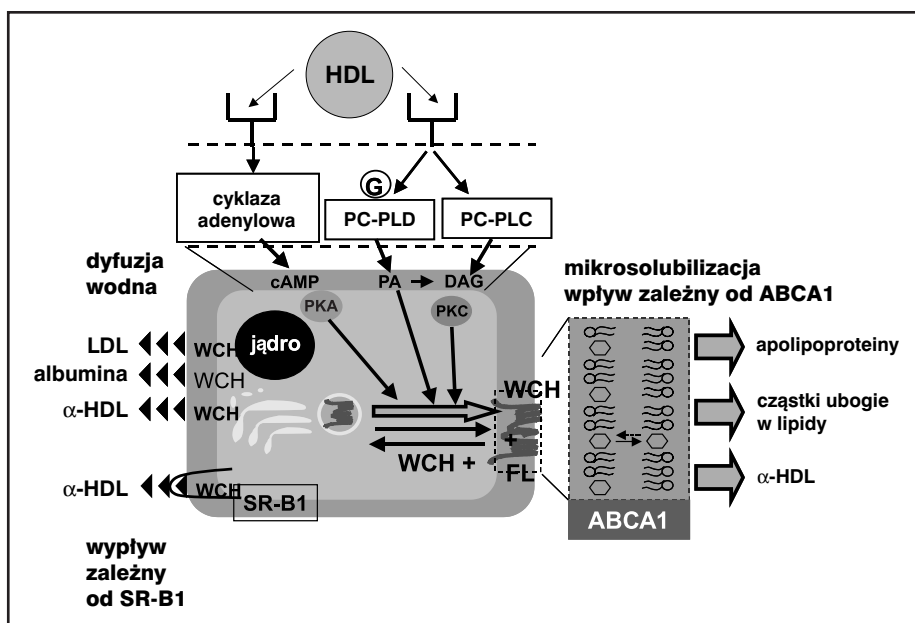 HDL
cyklaza
adenylowa
G
PC-PLD
PC-PLC
dyfuzja
wodna
cAMP
PA
DAG
PKA
PKC
mikrosolubilizacja
wpływ zależny od ABCA1
LDL
WCH
jądro
albumina
WCH
α-HDL
WCH
WCH
WCH +
+
FL
apolipoproteiny
cząstki ubogie
w lipidy
α-HDL
ABCA1
α-HDL
WCH
SR-B1
wypływ
zależny
od SR-B1